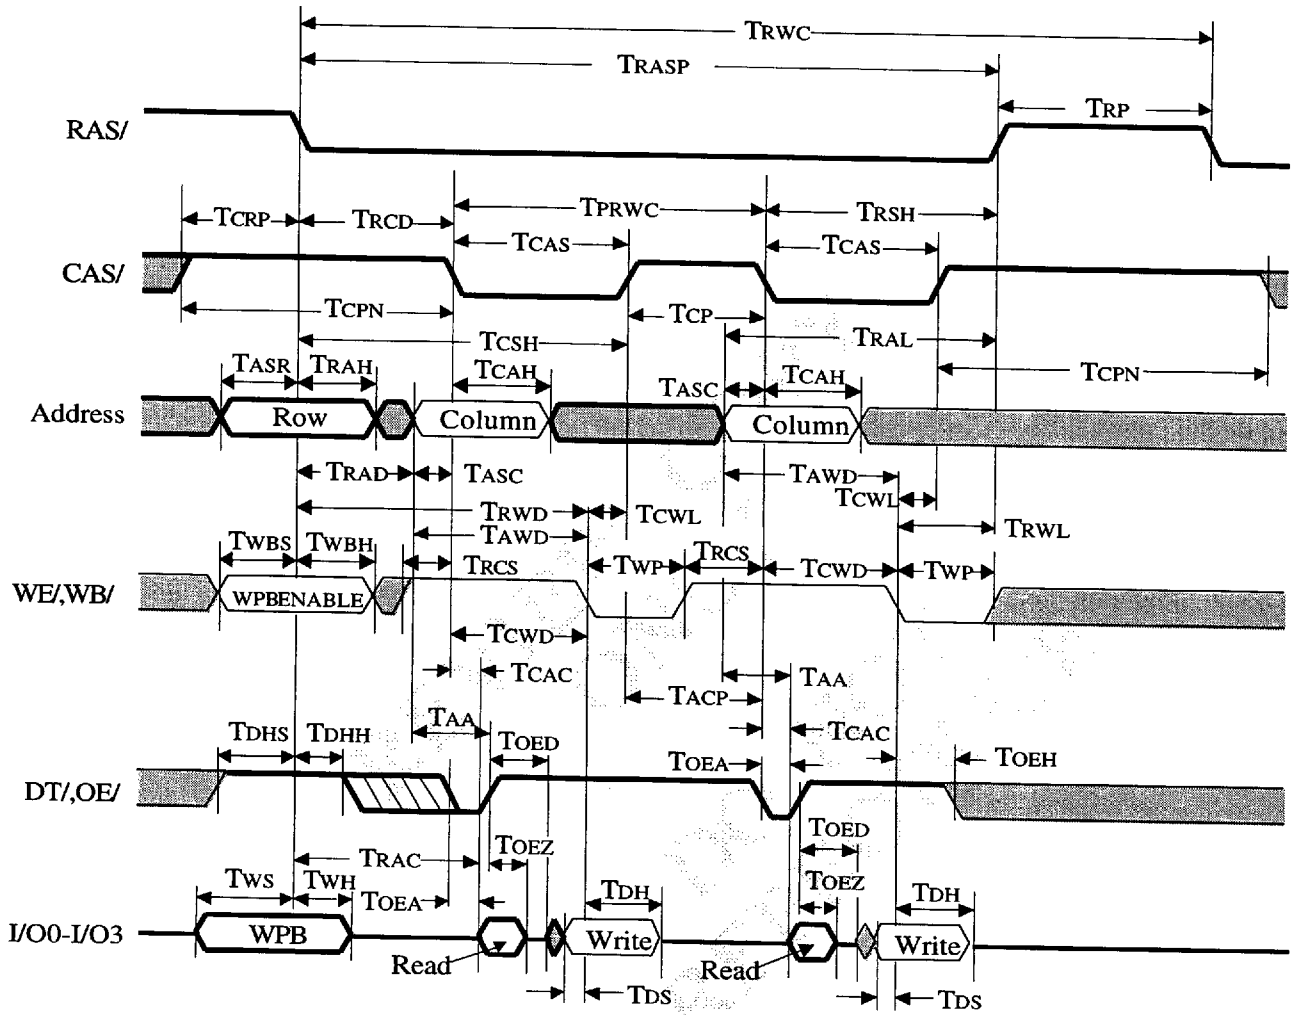 TRWC
TRASP
RAS/ TRP
TCRP TRCD TPRWC TRSH
TCAS TCAS
CAS/
TCPN TCP
TCSH TRAL
TASR TRAH TCAH TASC TCAH TCPN
Address Row Column Column
TRAD TASC TAWD
TRWD TCWL TCWL
TAWD TRWL
TWBS TWBH TRCS TWP TRCS TCWD TWP
WE/,WB/ WPBENABLE
TCWD
TCAC TAA
TACP
TDHS TDHH TAA TOED TCAC
TOEA TOEH
DT/,OE/
TRAC TOEZ TOED
TWS TWH TOEA TDH TOEZ TDH
I/O0-I/O3 WPB Write Write
Read Read
TDS TDS